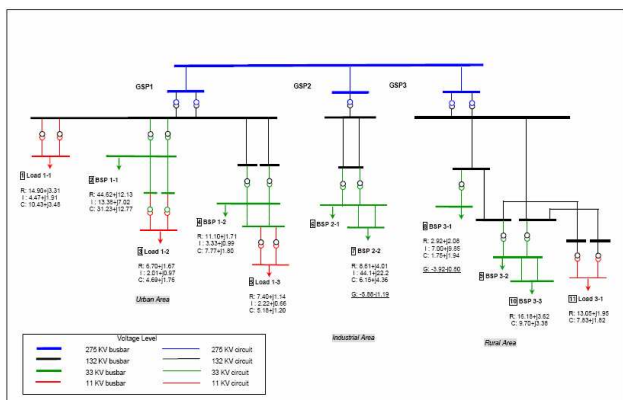 GSP1
GSP2
GSP3
1 Load 1-1
R: 14.90+j3.31
I : 4.47+j1.91
C: 10.43+j3.48
2 BSP 1-1
R: 44.62+j12.13
I : 13.38+j7.02
C: 31.23+j12.77
3 Load 1-2
R: 6.70+j1.67
I : 2.01+j0.97
C: 4.69+j1.76
4 BSP 1-2
R: 11.10+j1.71
I : 3.33+j0.99
C: 7.77+j1.80
5 Load 1-3
R: 7.40+j1.14
I : 2.22+j0.66
C: 5.18+j1.20
Urban Area
6 BSP 2-1
7 BSP 2-2
R: 8.61+j4.01
I : 44.1+j22.2
C: 6.15+j4.36
G: -5.88-j1.19
Industrial Area
8 BSP 3-1
R: 2.92+j2.08
I : 7.00+j9.85
C: 1.75+j1.94
G: -3.92-j0.80
9 BSP 3-2
10 BSP 3-3
R: 16.18+j3.62
C: 9.70+j3.38
11 Load 3-1
R: 13.05+j1.95
C: 7.83+j1.82
Rural Area
Voltage Level
275 KV busbar
275 KV circuit
132 KV busbar
132 KV circuit
33 KV busbar
33 KV circuit
11 KV busbar
11 KV circuit